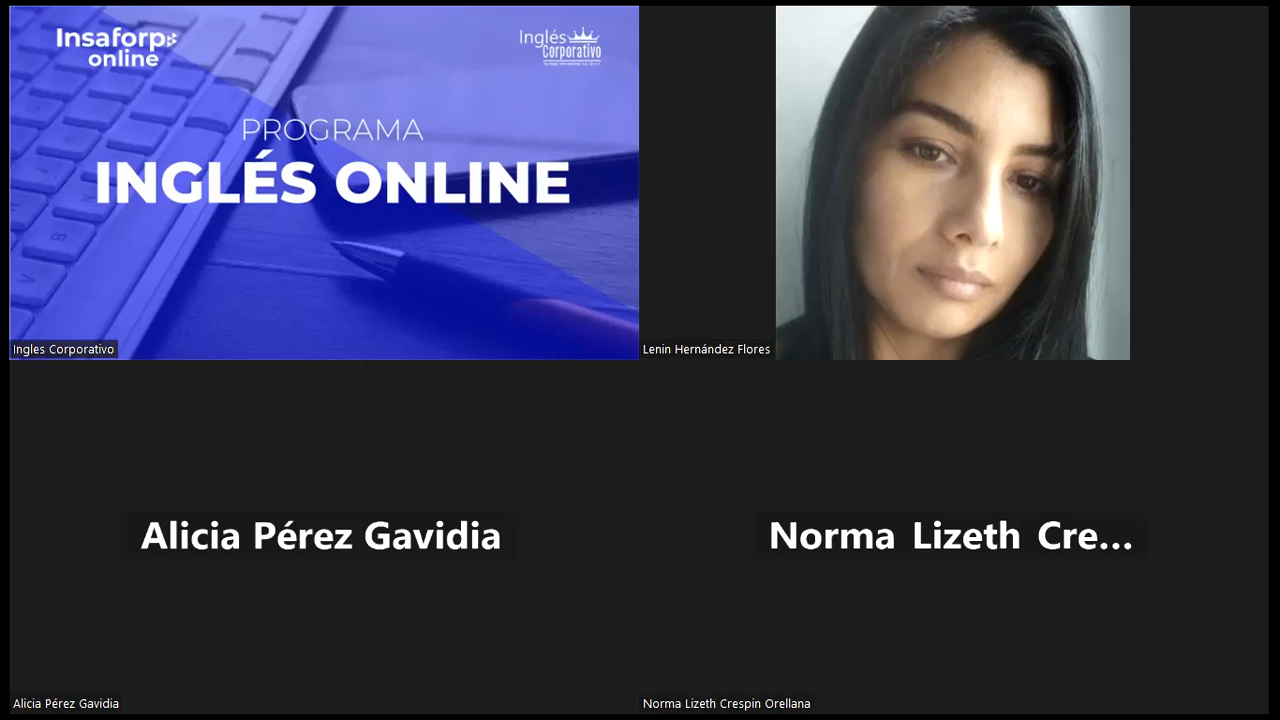 Insaforp
online
Inglés
Corporativo
PROGRAMA
INGLÉS ONLINE
Ingles Corporativo
Lenin Hernández Flores
Alicia Pérez Gavidia
Norma Lizeth Cre...
Alicia Pérez Gavidia
Norma Lizeth Crespin Orellana